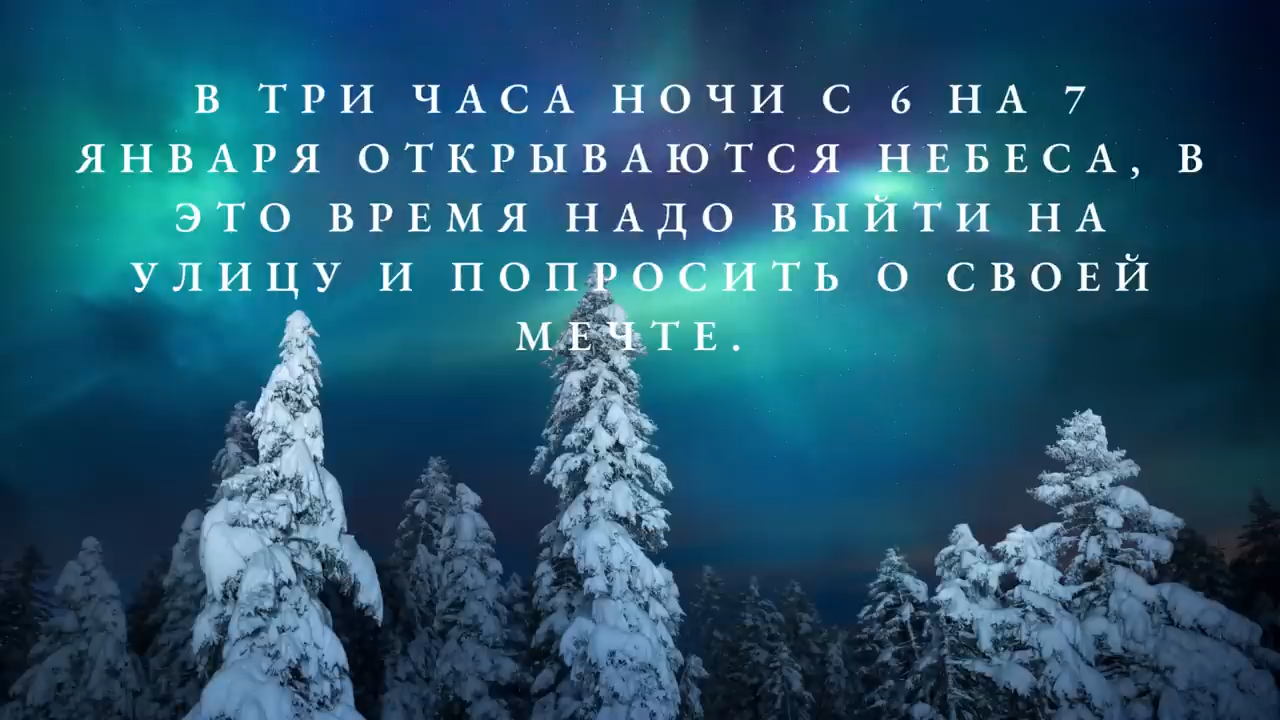 В ТРИ ЧАСА НОЧИ С 6 НА 7
ЯНВАРЯ ОТКРЫВАЮТСЯ НЕБЕСА, В
ЭТО ВРЕМЯ НАДО ВЫЙТИ НА
УЛИЦУ И ПОПРОСИТЬ О СВОЕЙ
МЕЧТЕ.